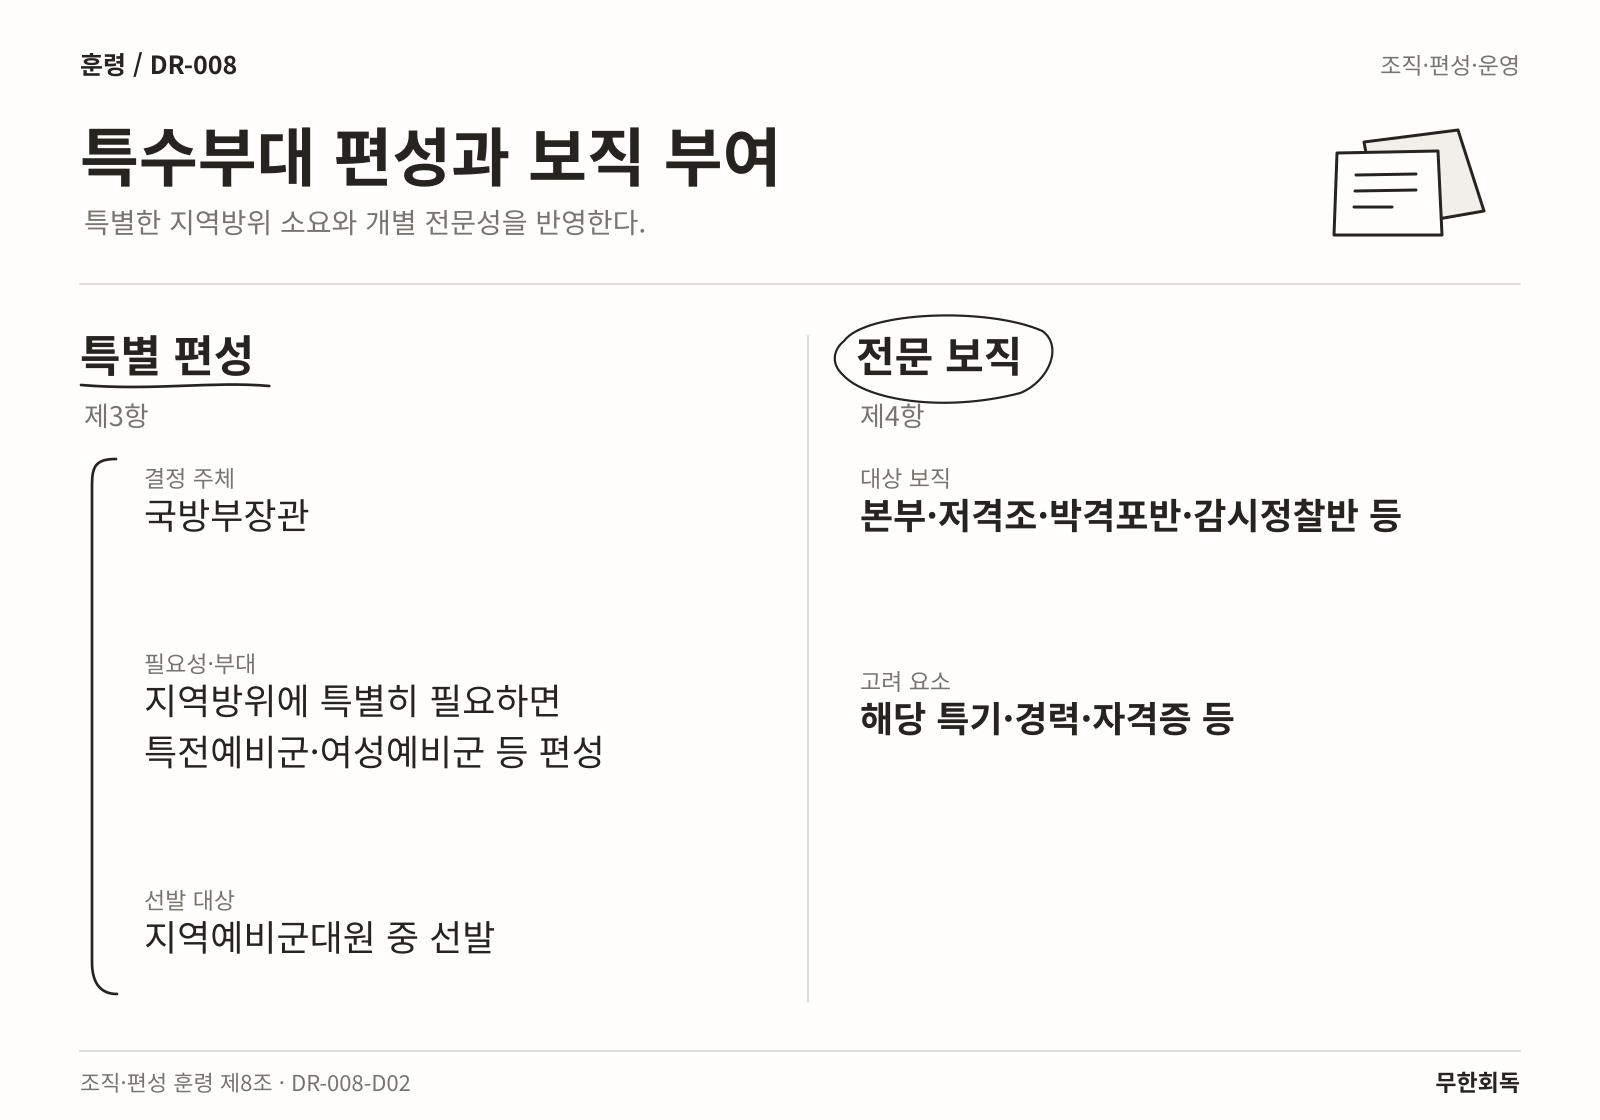 훈령 / DR-008
조직·편성·운영
특수부대 편성과 보직 부여
특별한 지역방위 소요와 개별 전문성을 반영한다.
특별 편성
제3항
결정 주체
국방부장관
필요성·부대
지역방위에 특별히 필요하면
특전예비군·여성예비군 등 편성
선발 대상
지역예비군대원 중 선발
전문 보직
제4항
대상 보직
본부·저격조·박격포반·감시정찰반 등
고려 요소
해당 특기·경력·자격증 등
조직·편성 훈령 제8조 · DR-008-D02
무한회독